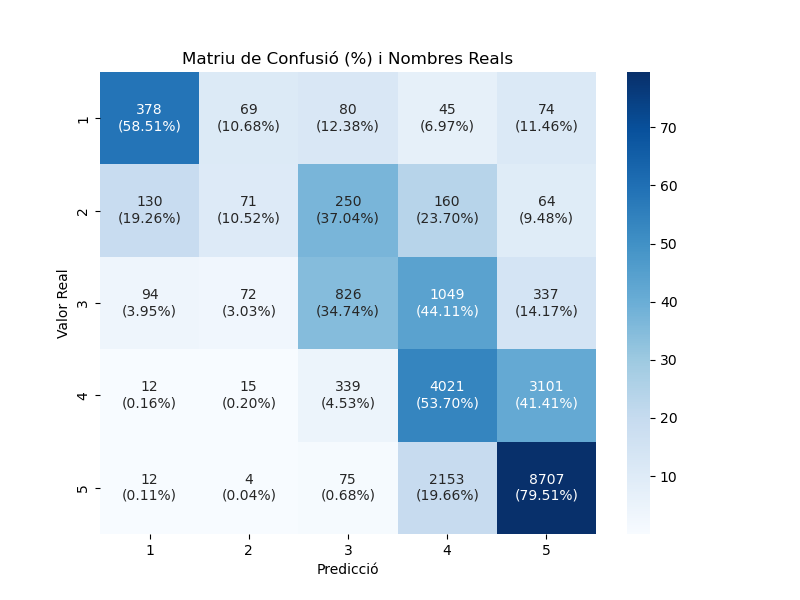 Matriu de Confusió (%) i Nombres Reals
1
378 69 80 45 74
(58.51%) (10.68%) (12.38%) (6.97%) (11.46%)
2
130 71 250 160 64
(19.26%) (10.52%) (37.04%) (23.70%) (9.48%)
Valor Real
3
94 72 826 1049 337
(3.95%) (3.03%) (34.74%) (44.11%) (14.17%)
4
12 15 339 4021 3101
(0.16%) (0.20%) (4.53%) (53.70%) (41.41%)
5
12 4 75 2153 8707
(0.11%) (0.04%) (0.68%) (19.66%) (79.51%)
1 2 3 4 5
Predicció
70
60
50
40
30
20
10